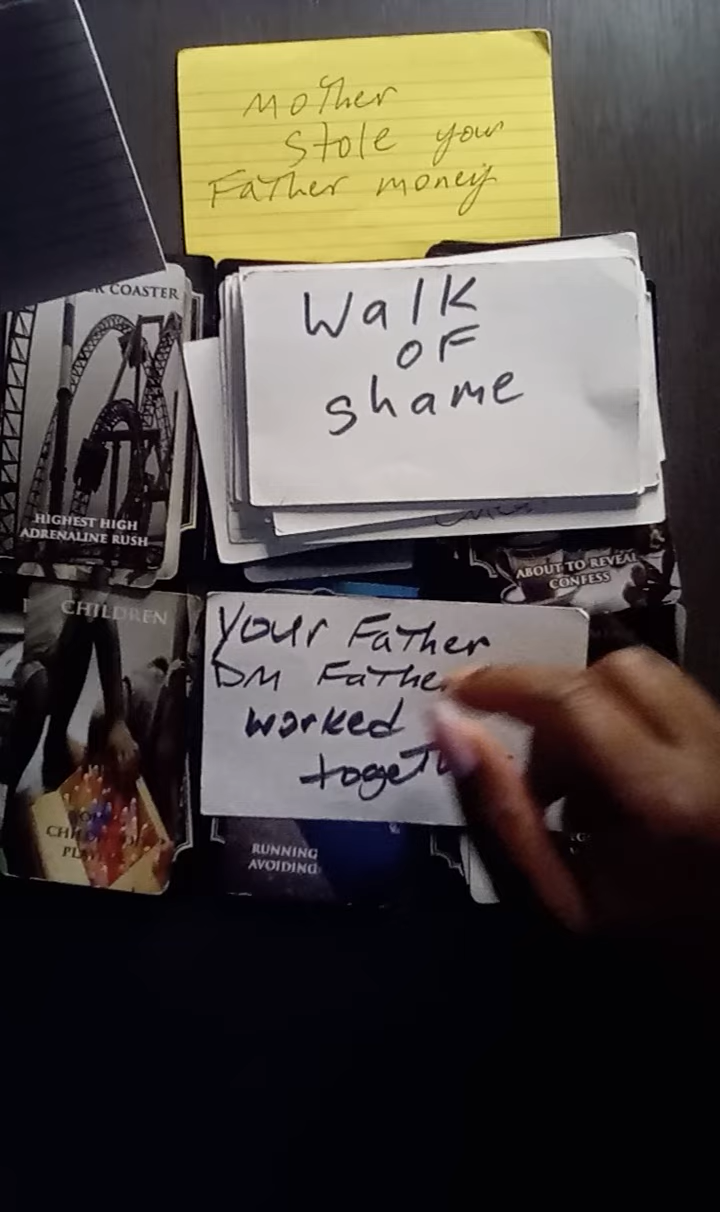 Mother
Stole your
Father money
Walk
OF
shame
COASTER
HIGHEST HIGH
ADRENALINE RUSH
ABOUT TO REVEAL
CONFESS
CHILDREN
Your Father
DM Father
worked
RUNNING
AVOIDING